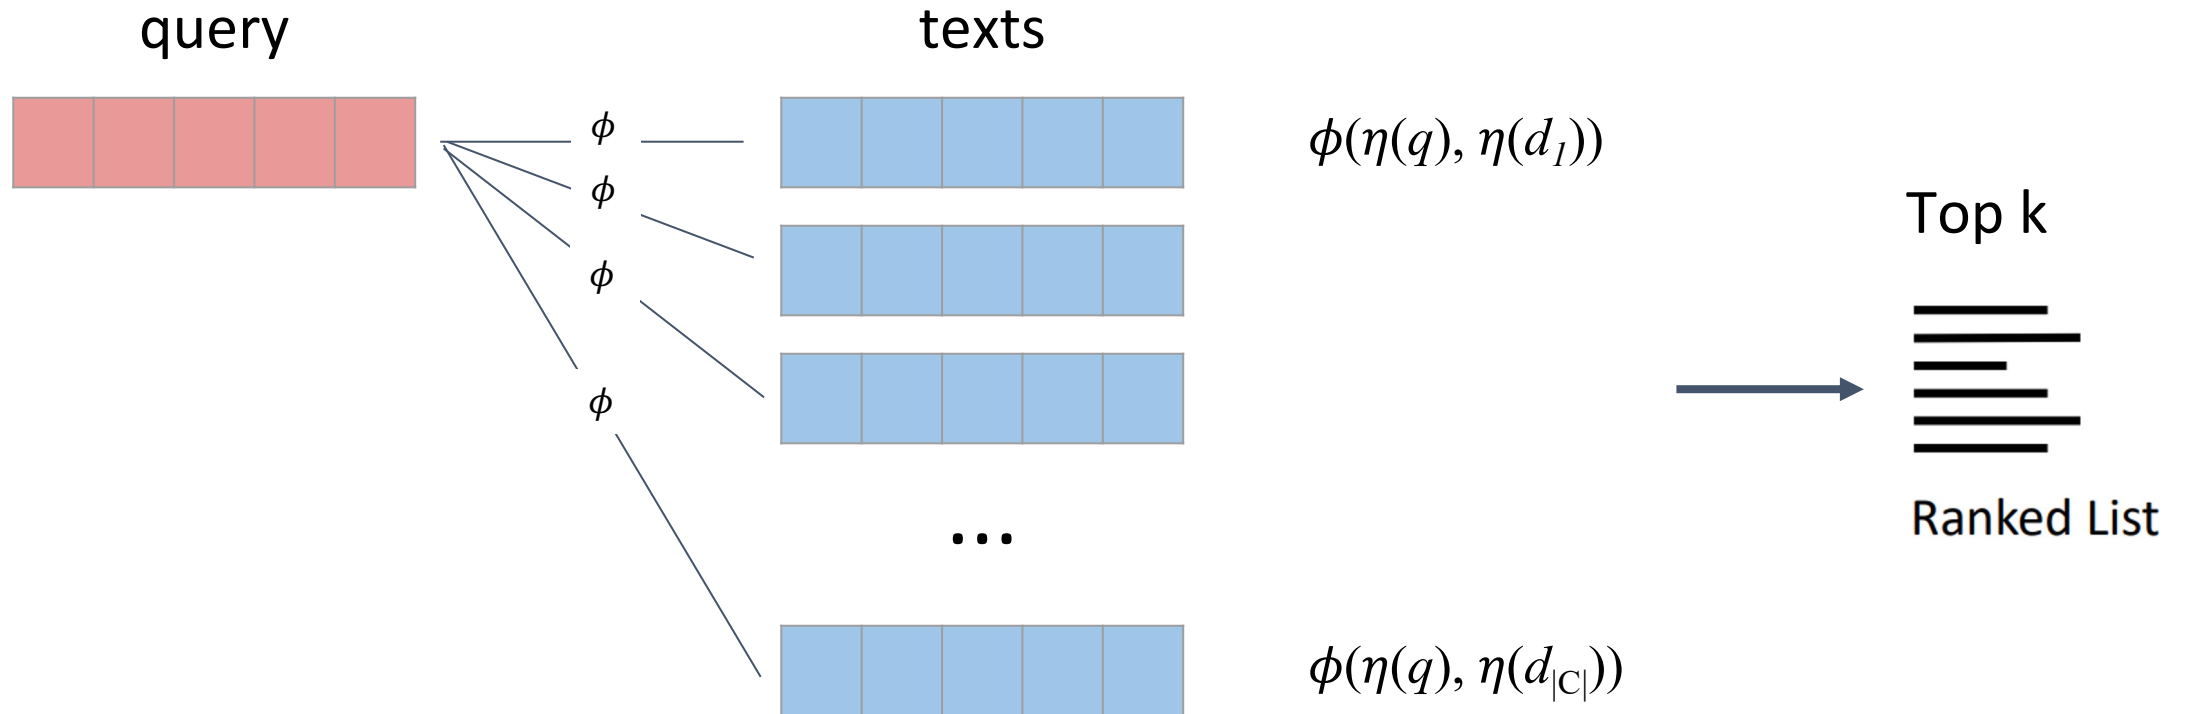 query
texts
ϕ
ϕ
ϕ
ϕ
ϕ(η(q), η(d1))
...
ϕ(η(q), η(d|C|))
Top k
Ranked List